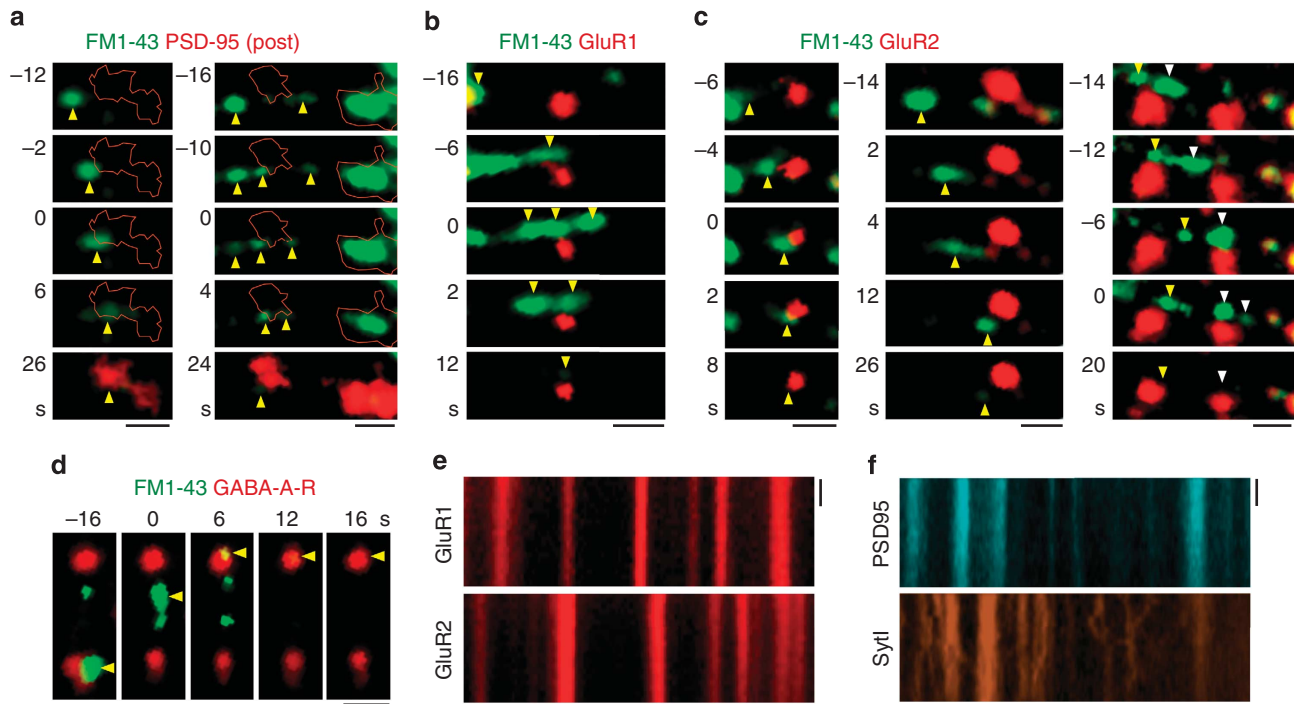 a
FM1-43 PSD-95 (post)
–12
–2
0
6
26
s
–16
–10
0
4
24
s
b
FM1-43 GluR1
–16
–6
0
2
12
s
c
FM1-43 GluR2
–6
–4
0
2
8
s
–14
2
4
12
26
s
–14
–12
–6
0
20
s
d
FM1-43 GABA-A-R
–16 0 6 12 16 s
e
GluR1
GluR2
f
PSD95
SytI